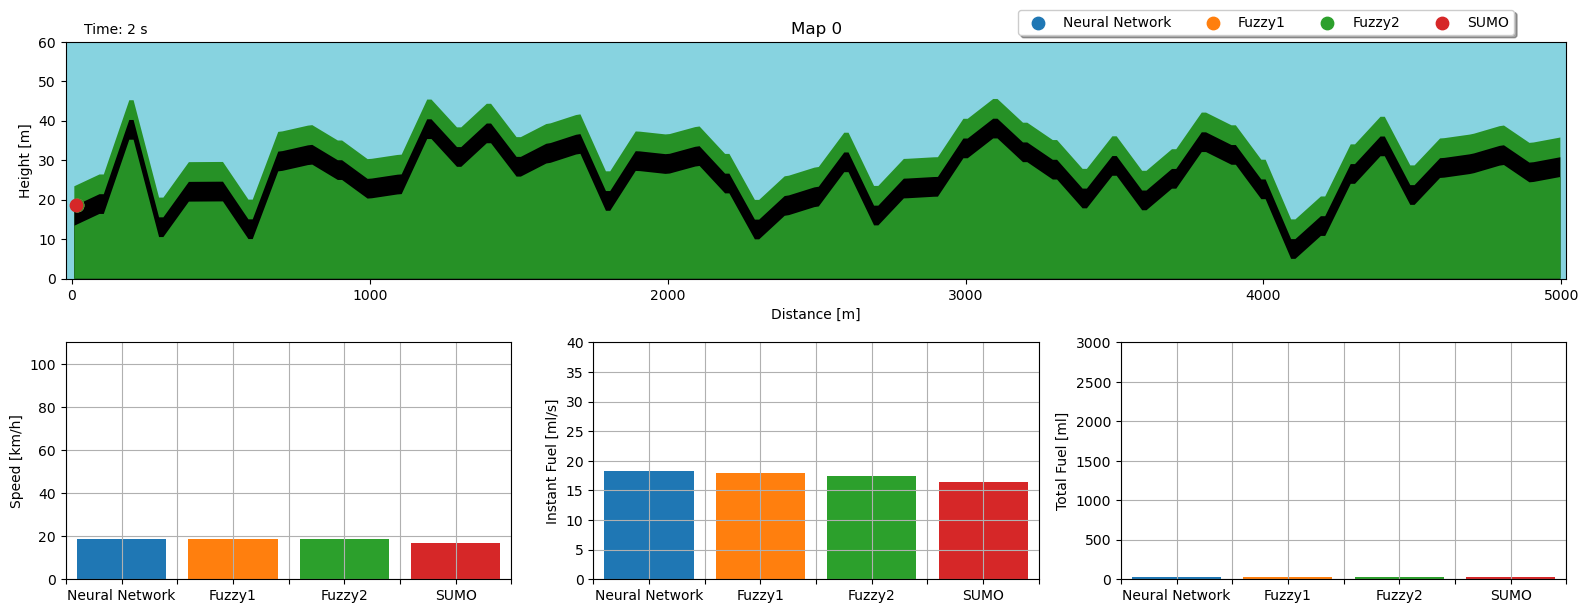 Time: 2 s
Map 0
Neural Network Fuzzy1 Fuzzy2 SUMO
Height [m]
60
50
40
30
20
10
0
0 1000 2000 3000 4000 5000
Distance [m]
Speed [km/h]
100
80
60
40
20
0
Neural Network Fuzzy1 Fuzzy2 SUMO
Instant Fuel [ml/s]
40
35
30
25
20
15
10
5
0
Neural Network Fuzzy1 Fuzzy2 SUMO
Total Fuel [ml]
3000
2500
2000
1500
1000
500
0
Neural Network Fuzzy1 Fuzzy2 SUMO